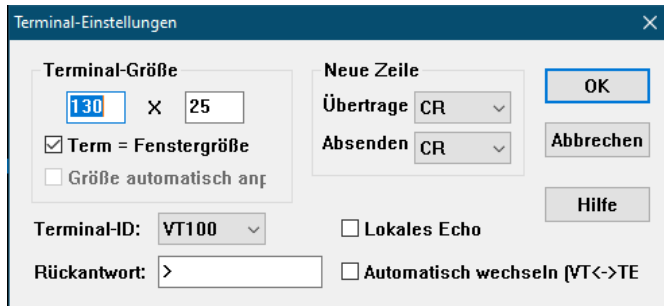 Terminal-Einstellungen
Terminal-Größe
130 X 25
Term = Fenstergröße
Größe automatisch anp
Neue Zeile
Übertrage CR
Absenden CR
OK
Abbrechen
Hilfe
Terminal-ID: VT100
Lokales Echo
Rückantwort: >
Automatisch wechseln (VT<->TE